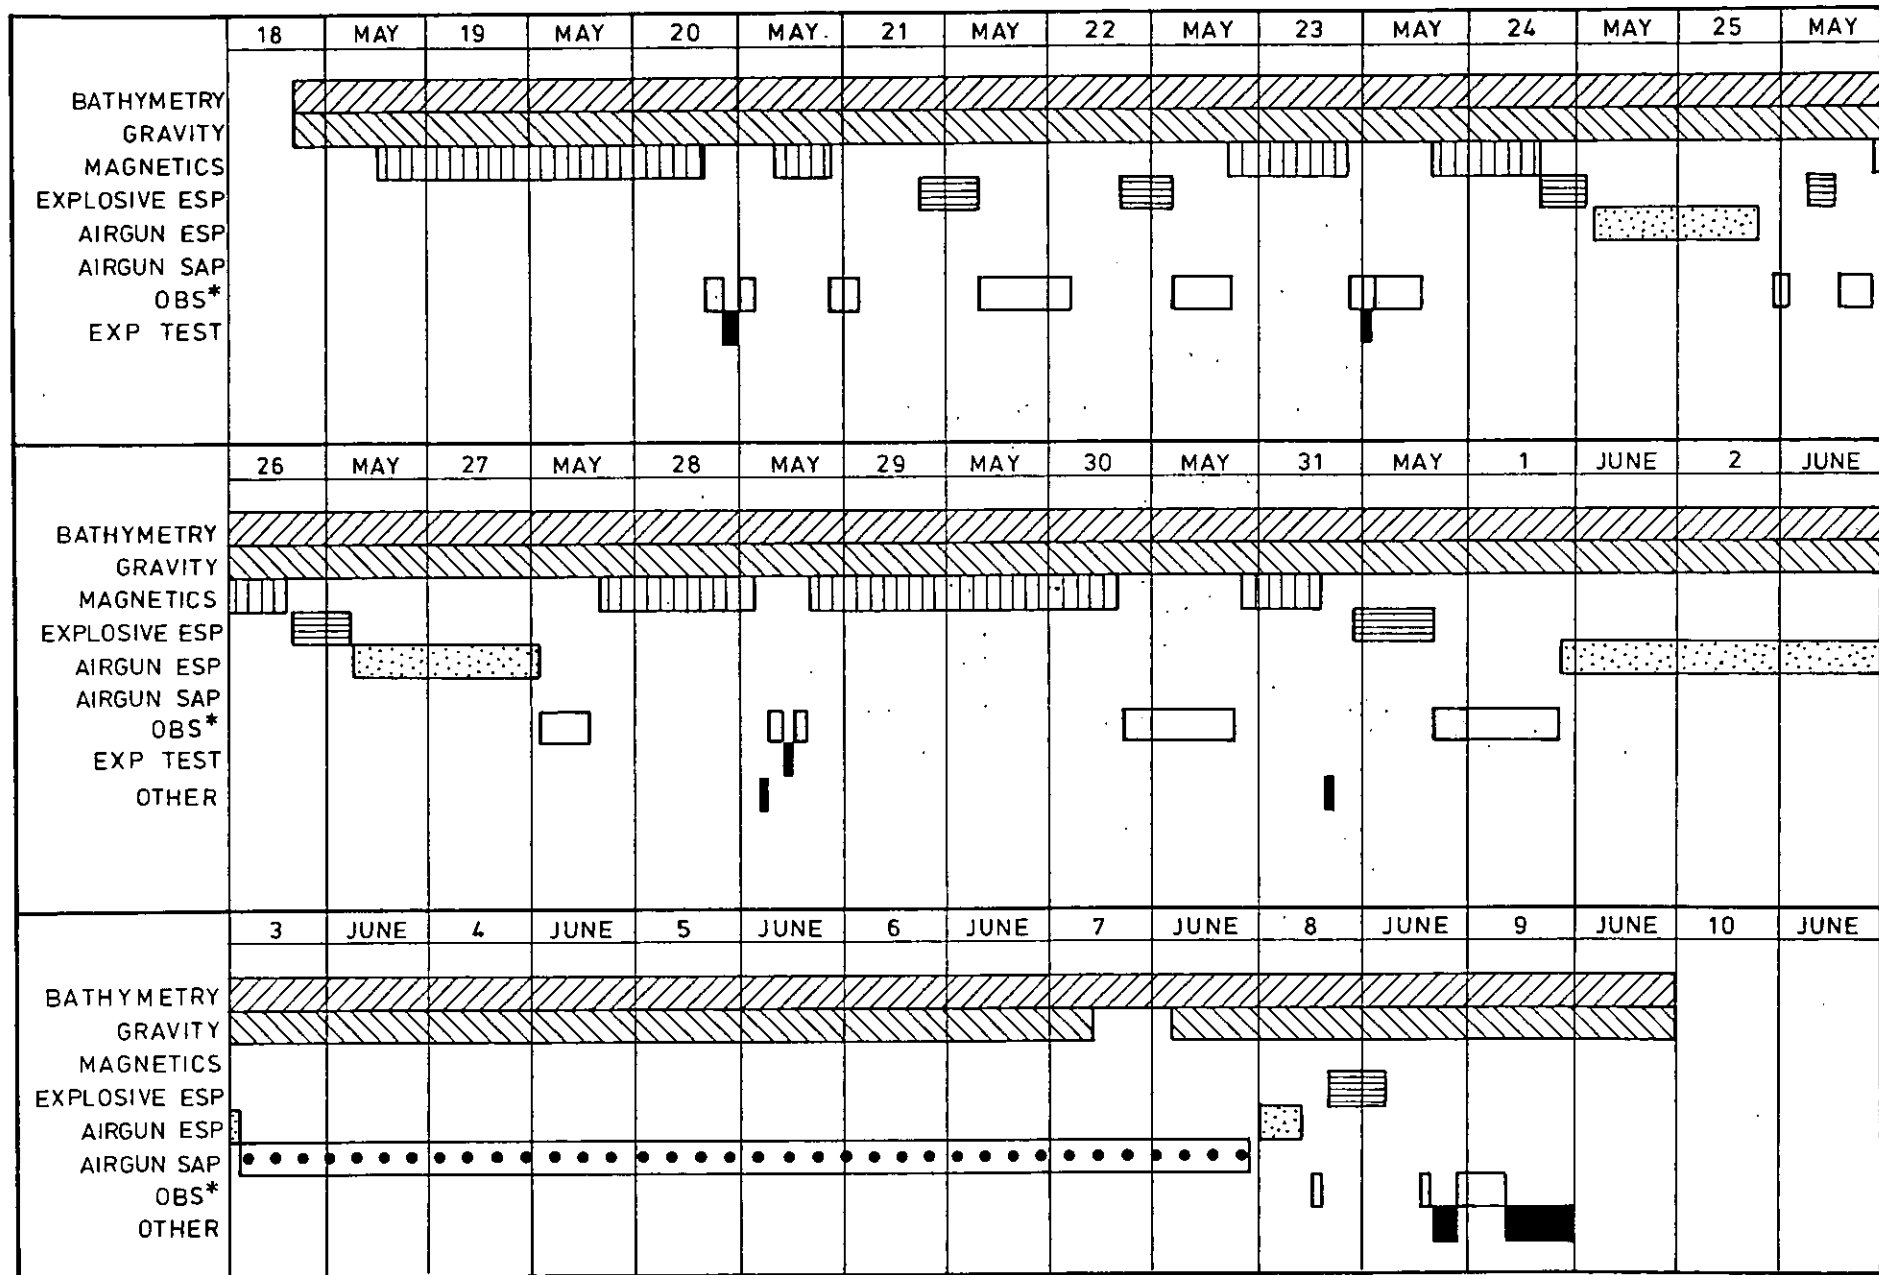 18 MAY 19 MAY 20 MAY. 21 MAY 22 MAY 23 MAY 24 MAY 25 MAY
BATHYMETRY
GRAVITY
MAGNETICS
EXPLOSIVE ESP
AIRGUN ESP
AIRGUN SAP
OBS*
EXP TEST
26 MAY 27 MAY 28 MAY 29 MAY 30 MAY 31 MAY 1 JUNE 2 JUNE
BATHYMETRY
GRAVITY
MAGNETICS
EXPLOSIVE ESP
AIRGUN ESP
AIRGUN SAP
OBS*
EXP TEST
OTHER
3 JUNE 4 JUNE 5 JUNE 6 JUNE 7 JUNE 8 JUNE 9 JUNE 10 JUNE
BATHYMETRY
GRAVITY
MAGNETICS
EXPLOSIVE ESP
AIRGUN ESP
AIRGUN SAP
OBS*
OTHER